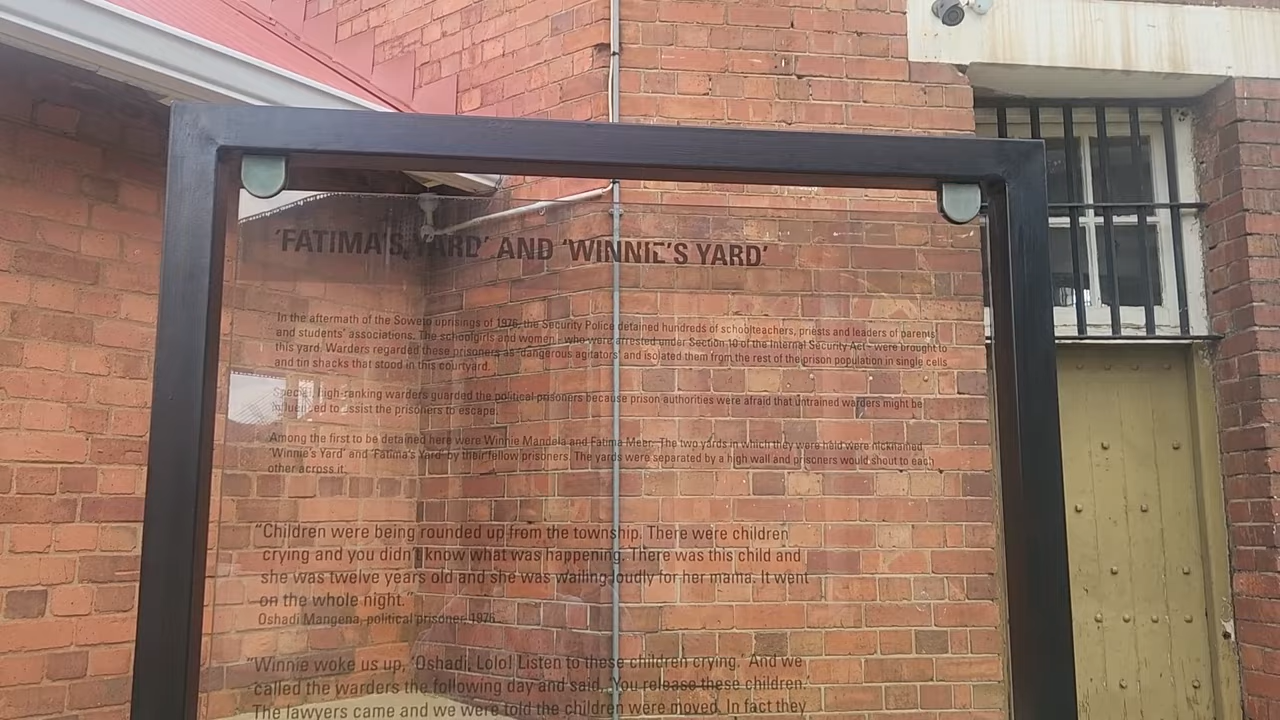 ‘FATIMA’S YARD’ AND ‘WINNIE’S YARD’
In the aftermath of the Soweto uprisings of 1976, the Security Police detained hundreds of schoolteachers, priests and leaders of parents’
and students’ associations. The schoolgirls and women - who were arrested under Section 10 of the Internal Security Act - were brought to
this yard. Warders regarded these prisoners as ‘dangerous agitators’ and isolated them from the rest of the prison population in single cells
and tin shacks that stood in this courtyard.
Special, high-ranking warders guarded the political prisoners because prison authorities were afraid that untrained warders might be
influenced to assist the prisoners to escape.
Among the first to be detained here were Winnie Mandela and Fatima Meer. The two yards in which they were held were nicknamed
‘Winnie’s Yard’ and ‘Fatima’s Yard’ by their fellow prisoners. The yards were separated by a high wall and prisoners would shout to each
other across it.
“Children were being rounded up from the township. There were children
crying and you didn’t know what was happening. There was this child and
she was twelve years old and she was wailing loudly for her mama. It went
on the whole night.”
Oshadi Mangena, political prisoner, 1976
“Winnie woke us up, ‘Oshadi, Lolo! Listen to these children crying.’ And we
called the warders the following day and said, ‘You release these children.’
The lawyers came and we were told the children were moved. In fact they